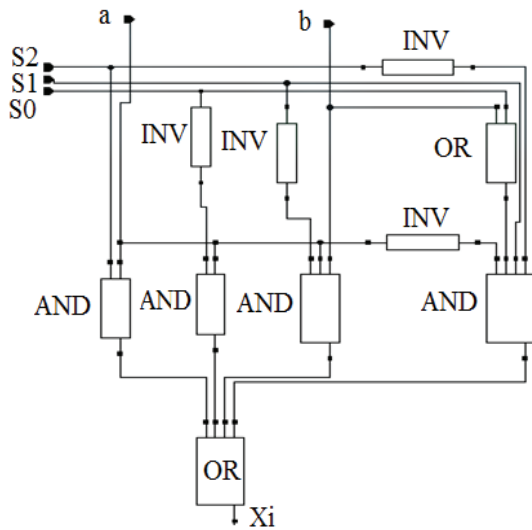 a
b
INV
S2
S1
S0
INV
INV
OR
INV
AND
AND
AND
AND
OR
Xi